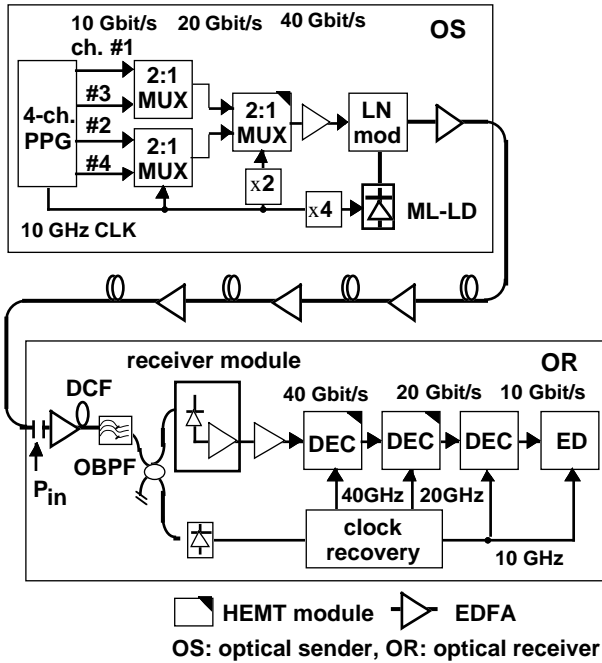 10 Gbit/s 20 Gbit/s 40 Gbit/s
OS
ch. #1
#3
#2
#4
4-ch. PPG
2:1 MUX
2:1 MUX
2:1 MUX
LN mod
x2
x4
ML-LD
10 GHz CLK
receiver module
OR
DCF
40 Gbit/s 20 Gbit/s 10 Gbit/s
OBPF
Pin
DEC
DEC
DEC
ED
40GHz
20GHz
clock recovery
10 GHz
HEMT module
EDFA
OS: optical sender, OR: optical receiver